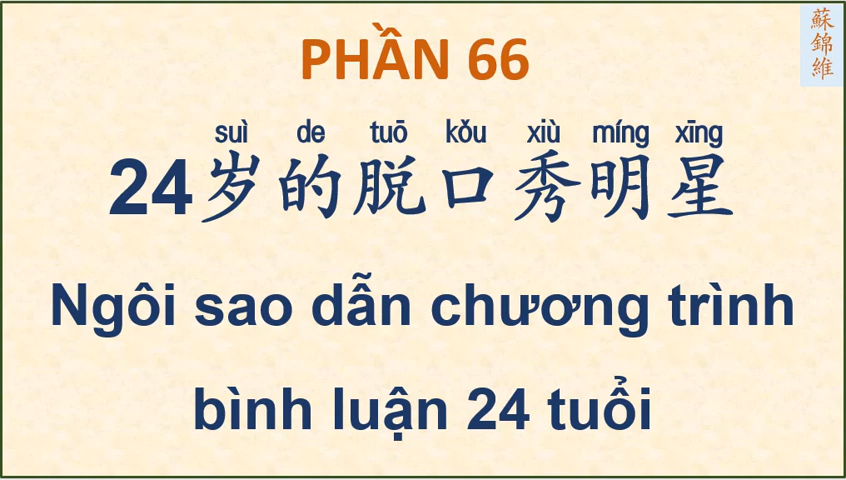 PHẦN 66
蘇錦維
suì de tuō kǒu xiù míng xīng
24岁的脱口秀明星
Ngôi sao dẫn chương trình
bình luận 24 tuổi